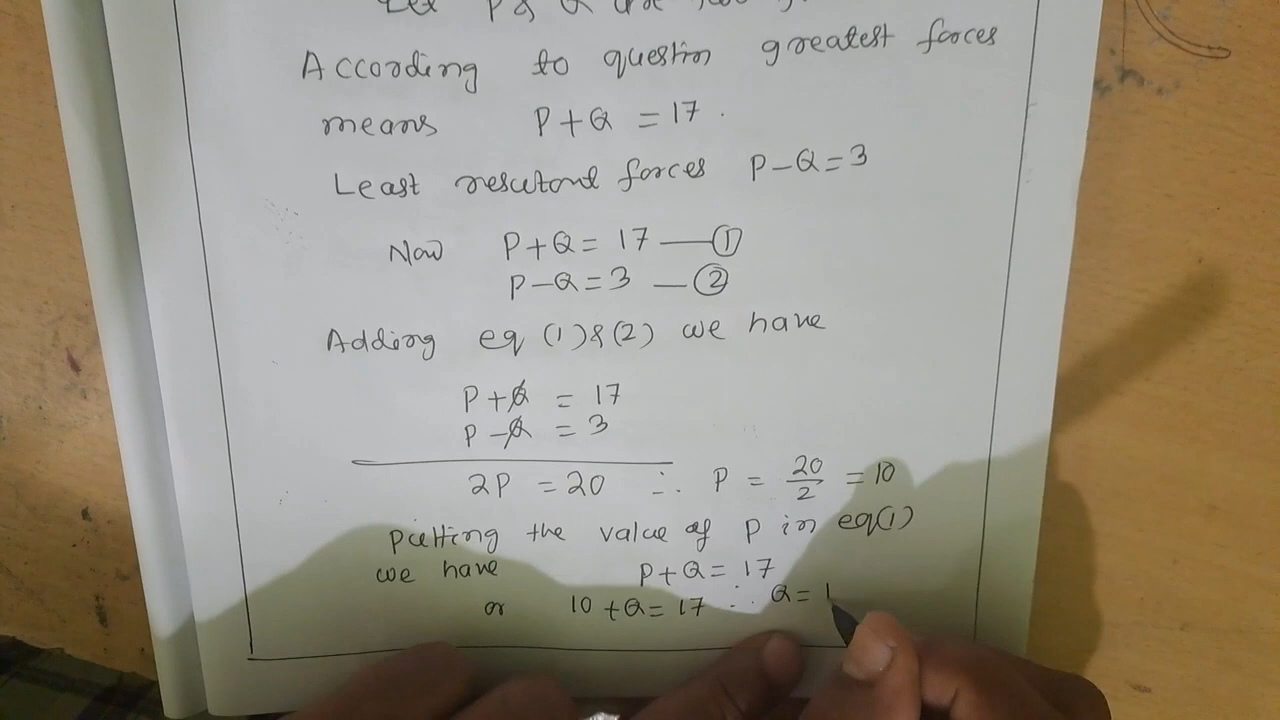 According to question greatest forces
means P+Q = 17.
Least resultant forces P-Q=3
Now P+Q= 17 — ①
P-Q=3 — ②
Adding eq (1)&(2) we have
P+Q = 17
P-Q = 3
2P = 20 ∴ P = 20/2 = 10
putting the value of P in eq(1)
we have P+Q= 17
or 10+Q=17 ∴ Q= 1